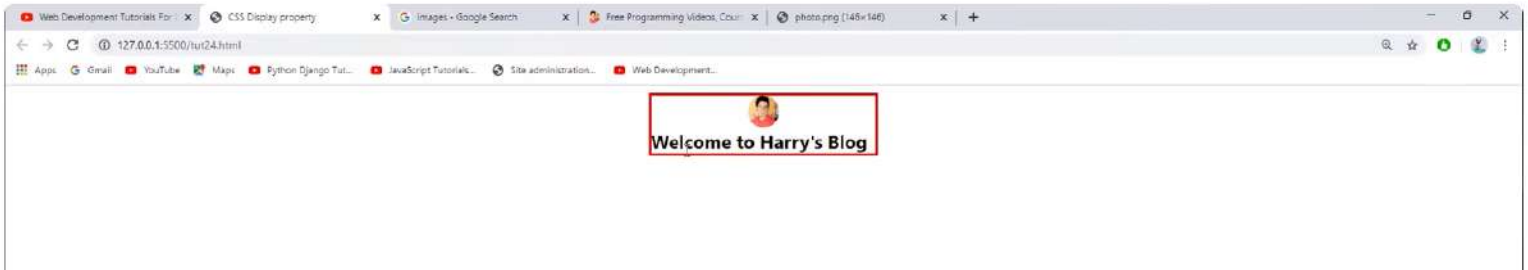 Web Development Tutorials For
CSS Display property
Images - Google Search
Free Programming Videos, Cour
photo.png (146×146)
127.0.0.1:5500/tut24.html
Apps
Gmail
YouTube
Maps
Python Django Tut...
JavaScript Tutorials...
Site administration...
Web Development...
Welcome to Harry's Blog